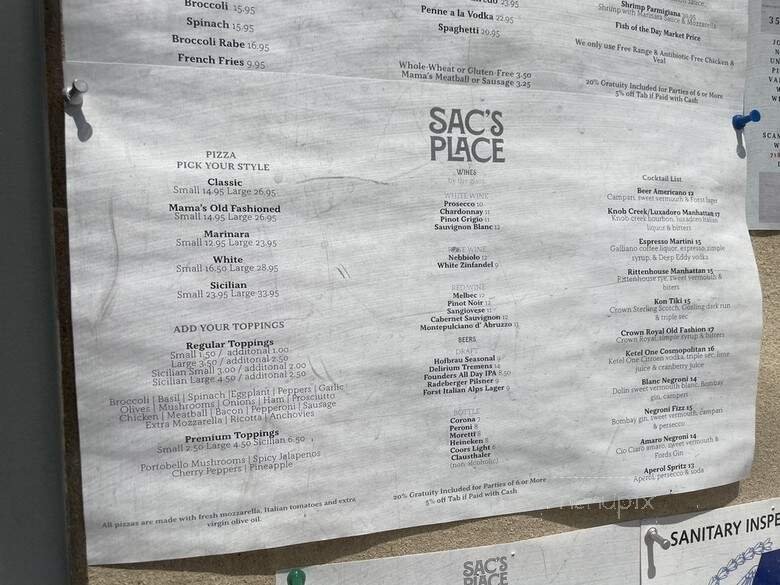 Broccoli 15.95
Spinach 15.95
Broccoli Rabe 16.95
French Fries 9.95
23.95
Penne a la Vodka 22.95
Spaghetti 20.95
Whole-Wheat or Gluten-Free 3.50
Mama's Meatball or Sausage 3.25
Shrimp Parmigiana
Shrimp with Marinara Sauce & Mozzarella
Fish of the Day Market Price
We only use Free Range & Antibiotic Free Chicken &
Veal
20% Gratuity Included for Parties of 6 or More
5% off Tab if Paid with Cash
SAC'S
PLACE
PIZZA
PICK YOUR STYLE
Classic
Small 14.95 Large 26.95
Mama's Old Fashioned
Small 14.95 Large 26.95
Marinara
Small 12.95 Large 23.95
White
Small 16.50 Large 28.95
Sicilian
Small 23.95 Large 33.95
ADD YOUR TOPPINGS
Regular Toppings
Small 1.50 / additonal 1.00
Large 3.50 / additional 2.50
Sicilian Small 3.00 / additional 2.00
Sicilian Large 4.50 / additional 2.50
Broccoli | Basil | Spinach |Eggplant | Peppers | Garlic
Olives | Mushrooms | Onions | Ham | Prosciutto
Chicken | Meatball | Bacon | Pepperoni | Sausage
Extra Mozzarella | Ricotta | Anchovies
Premium Toppings
Small 2.50 Large 4.50 Sicilian 6.50
Portobello Mushrooms | Spicy Jalapenos
Cherry Peppers | Pineapple
All pizzas are made with fresh mozzarella, Italian tomatoes and extra
virgin olive oil.
WINES
by the glass
WHITE WINE
Prosecco 10
Chardonnay 11
Pinot Grigio 11
Sauvignon Blanc 12
ROSE WINE
Nebbiolo 12
White Zinfandel 9
RED WINE
Melbec 12
Pinot Noir 12
Sangiovese 11
Cabernet Sauvignon 12
Montepulciano d' Abruzzo 11
BEERS
DRAFT
Hofbrau Seasonal 9
Delirium Tremens 14
Founders All Day IPA 8.50
Radeberger Pilsner 9
Forst Italian Alps Lager 9
BOTTLE
Corona 7
Peroni 8
Moretti 8
Heineken 8
Coors Light 6
Clausthaler
(non alcoholic)
20% Gratuity Included for Parties of 6 or More
5% off Tab if Paid with Cash
Cocktail List
Beer Americano 12
Campari, sweet vermouth & Forst lager
Knob Creek/Luxadoro Manhattan 17
Knob creek bourbon, luxadoro Italian
liquor & bitters
Espresso Martini 15
Galliano coffee liquor, espresso, simple
syrup, & Deep Eddy vodka
Rittenhouse Manhattan 15
Rittenhouse rye, sweet vermouth &
bitters
Kon Tiki 15
Crown Sterling Scotch, Gosling dark rum
& triple sec
Crown Royal Old Fashion 17
Crown Royal, simple syrup & bitters
Ketel One Cosmopolitan 16
Ketel One Citroen vodka, triple sec, lime
juice & cranberry juice
Blanc Negroni 14
Dolin sweet vermouth blanc, Bombay
gin, campari
Negroni Fizz 15
Bombay gin, sweet vermouth, campari
& persecco
Amaro Negroni 14
Cio Ciaro amaro, sweet vermouth &
Fords Gin
Aperol Spritz 13
Aperol, persecco & soda
SANITARY INSPE
SAC'S
PLACE